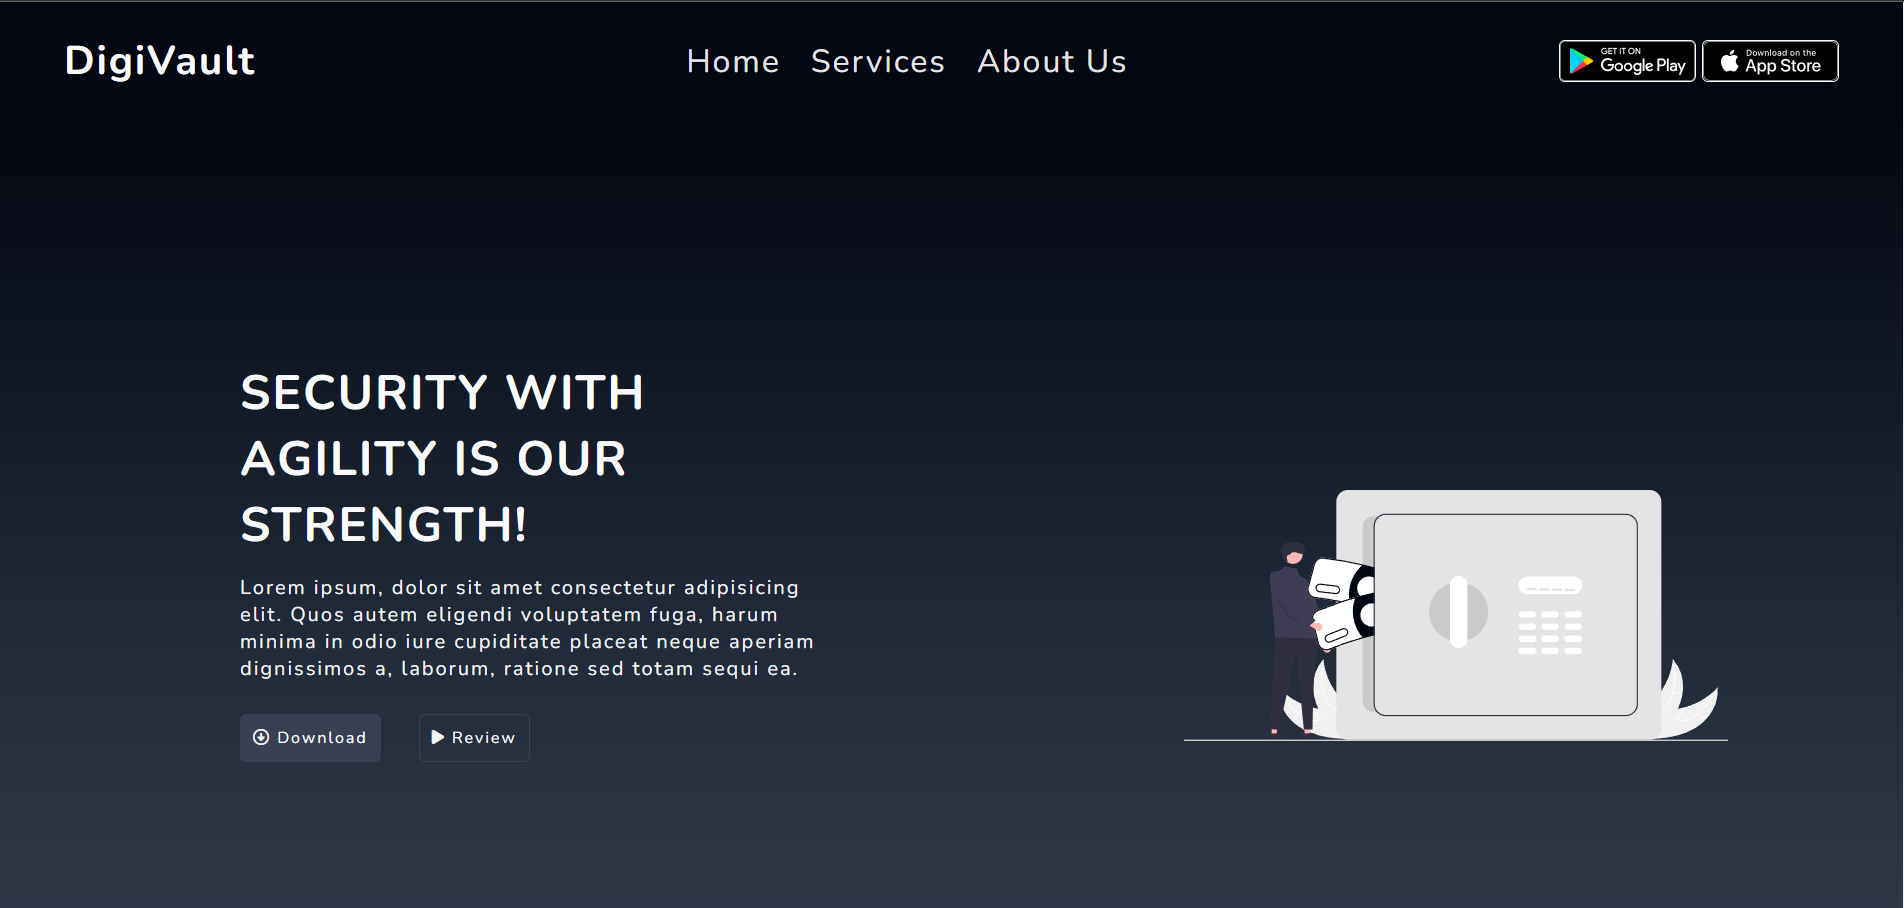 DigiVault
Home Services About Us
GET IT ON
Google Play
Download on the
App Store
SECURITY WITH
AGILITY IS OUR
STRENGTH!
Lorem ipsum, dolor sit amet consectetur adipisicing
elit. Quos autem eligendi voluptatem fuga, harum
minima in odio iure cupiditate placeat neque aperiam
dignissimos a, laborum, ratione sed totam sequi ea.
Download
Review